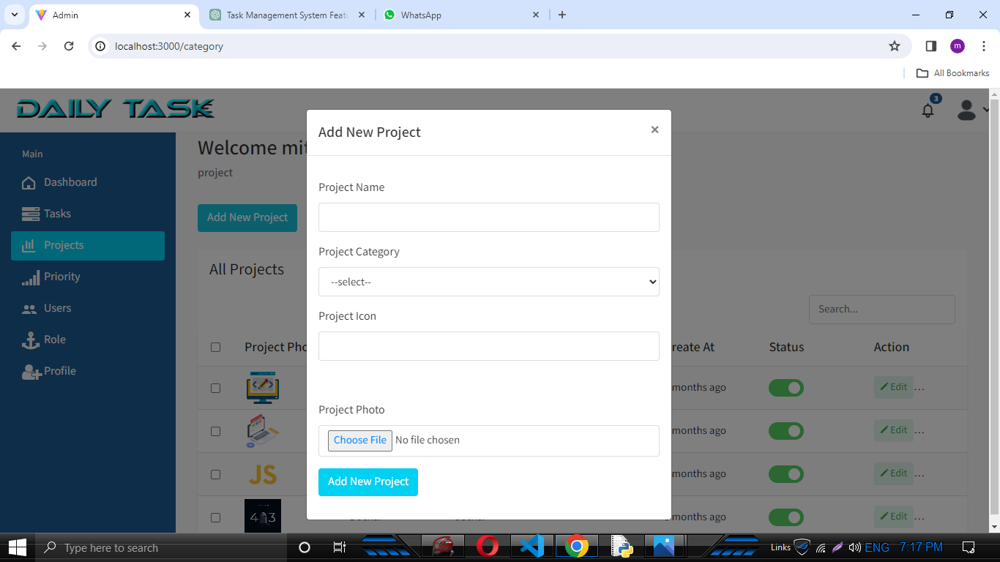 Admin
Task Management System Featu
WhatsApp
localhost:3000/category
m
All Bookmarks
DAILY TASK
3
Main
Dashboard
Tasks
Projects
Priority
Users
Role
Profile
Welcome mit
project
Add New Project
All Projects
Search...
Project Pho
reate At
Status
Action
months ago
Edit ...
months ago
Edit ...
JS
months ago
Edit ...
months ago
Edit ...
Add New Project
×
Project Name
Project Category
--select--
Project Icon
Project Photo
Choose File No file chosen
Add New Project
Type here to search
Links
ENG
7:17 PM